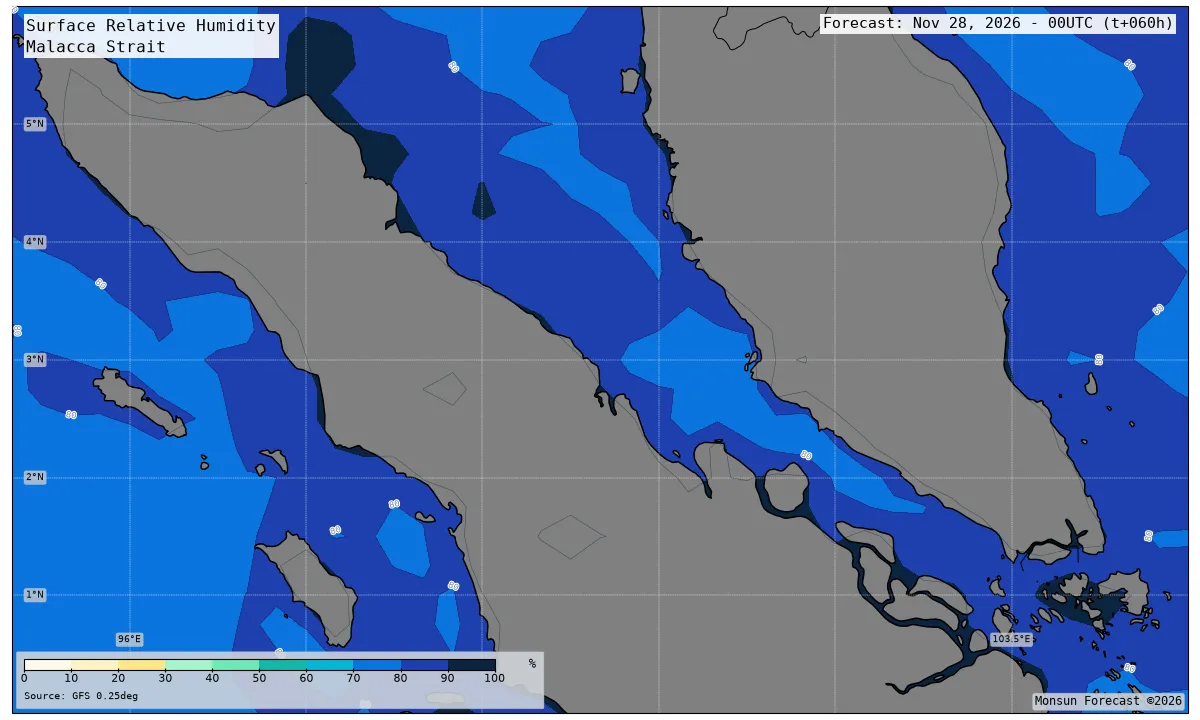 Surface Relative Humidity
Malacca Strait
Forecast: Nov 28, 2026 - 00UTC (t+060h)
80
80
5°N
4°N
80
80
80
3°N
80
80
80
2°N
80
80
80
80
1°N
96°E
103.5°E
80
%
0 10 20 30 40 50 60 70 80 90 100
Source: GFS 0.25deg
Monsun Forecast ©2026